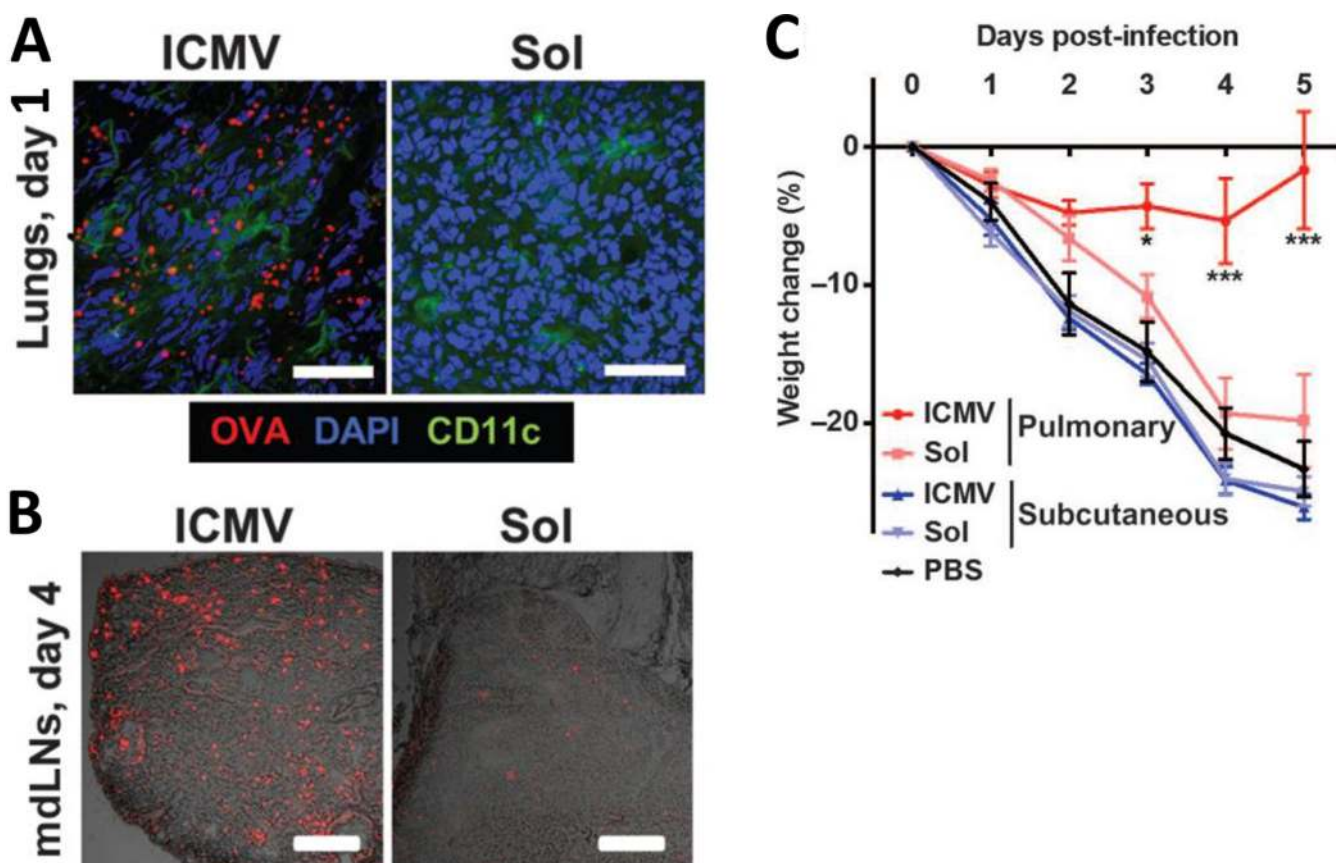 A
ICMV Sol
Lungs, day 1
OVA DAPI CD11c
B
ICMV Sol
mdLNs, day 4
C
Days post-infection
0 1 2 3 4 5
Weight change (%)
0
–10
–20
*
***
***
ICMV
Sol
Pulmonary
ICMV
Sol
Subcutaneous
PBS